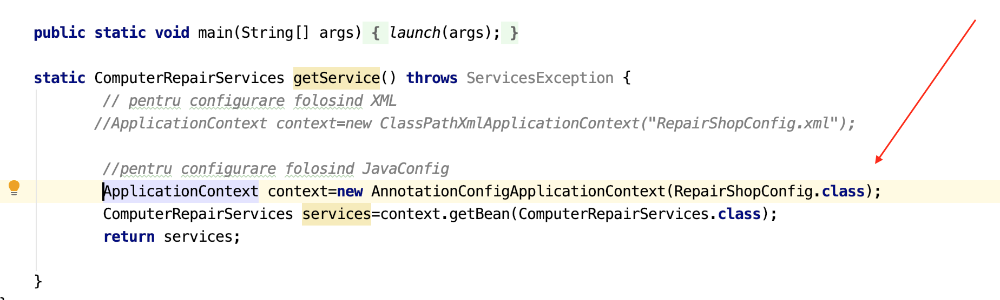 public static void main(String[] args) { launch(args); }
static ComputerRepairServices getService() throws ServicesException {
// pentru configurare folosind XML
//ApplicationContext context=new ClassPathXmlApplicationContext("RepairShopConfig.xml");
//pentru configurare folosind JavaConfig
ApplicationContext context=new AnnotationConfigApplicationContext(RepairShopConfig.class);
ComputerRepairServices services=context.getBean(ComputerRepairServices.class);
return services;
}